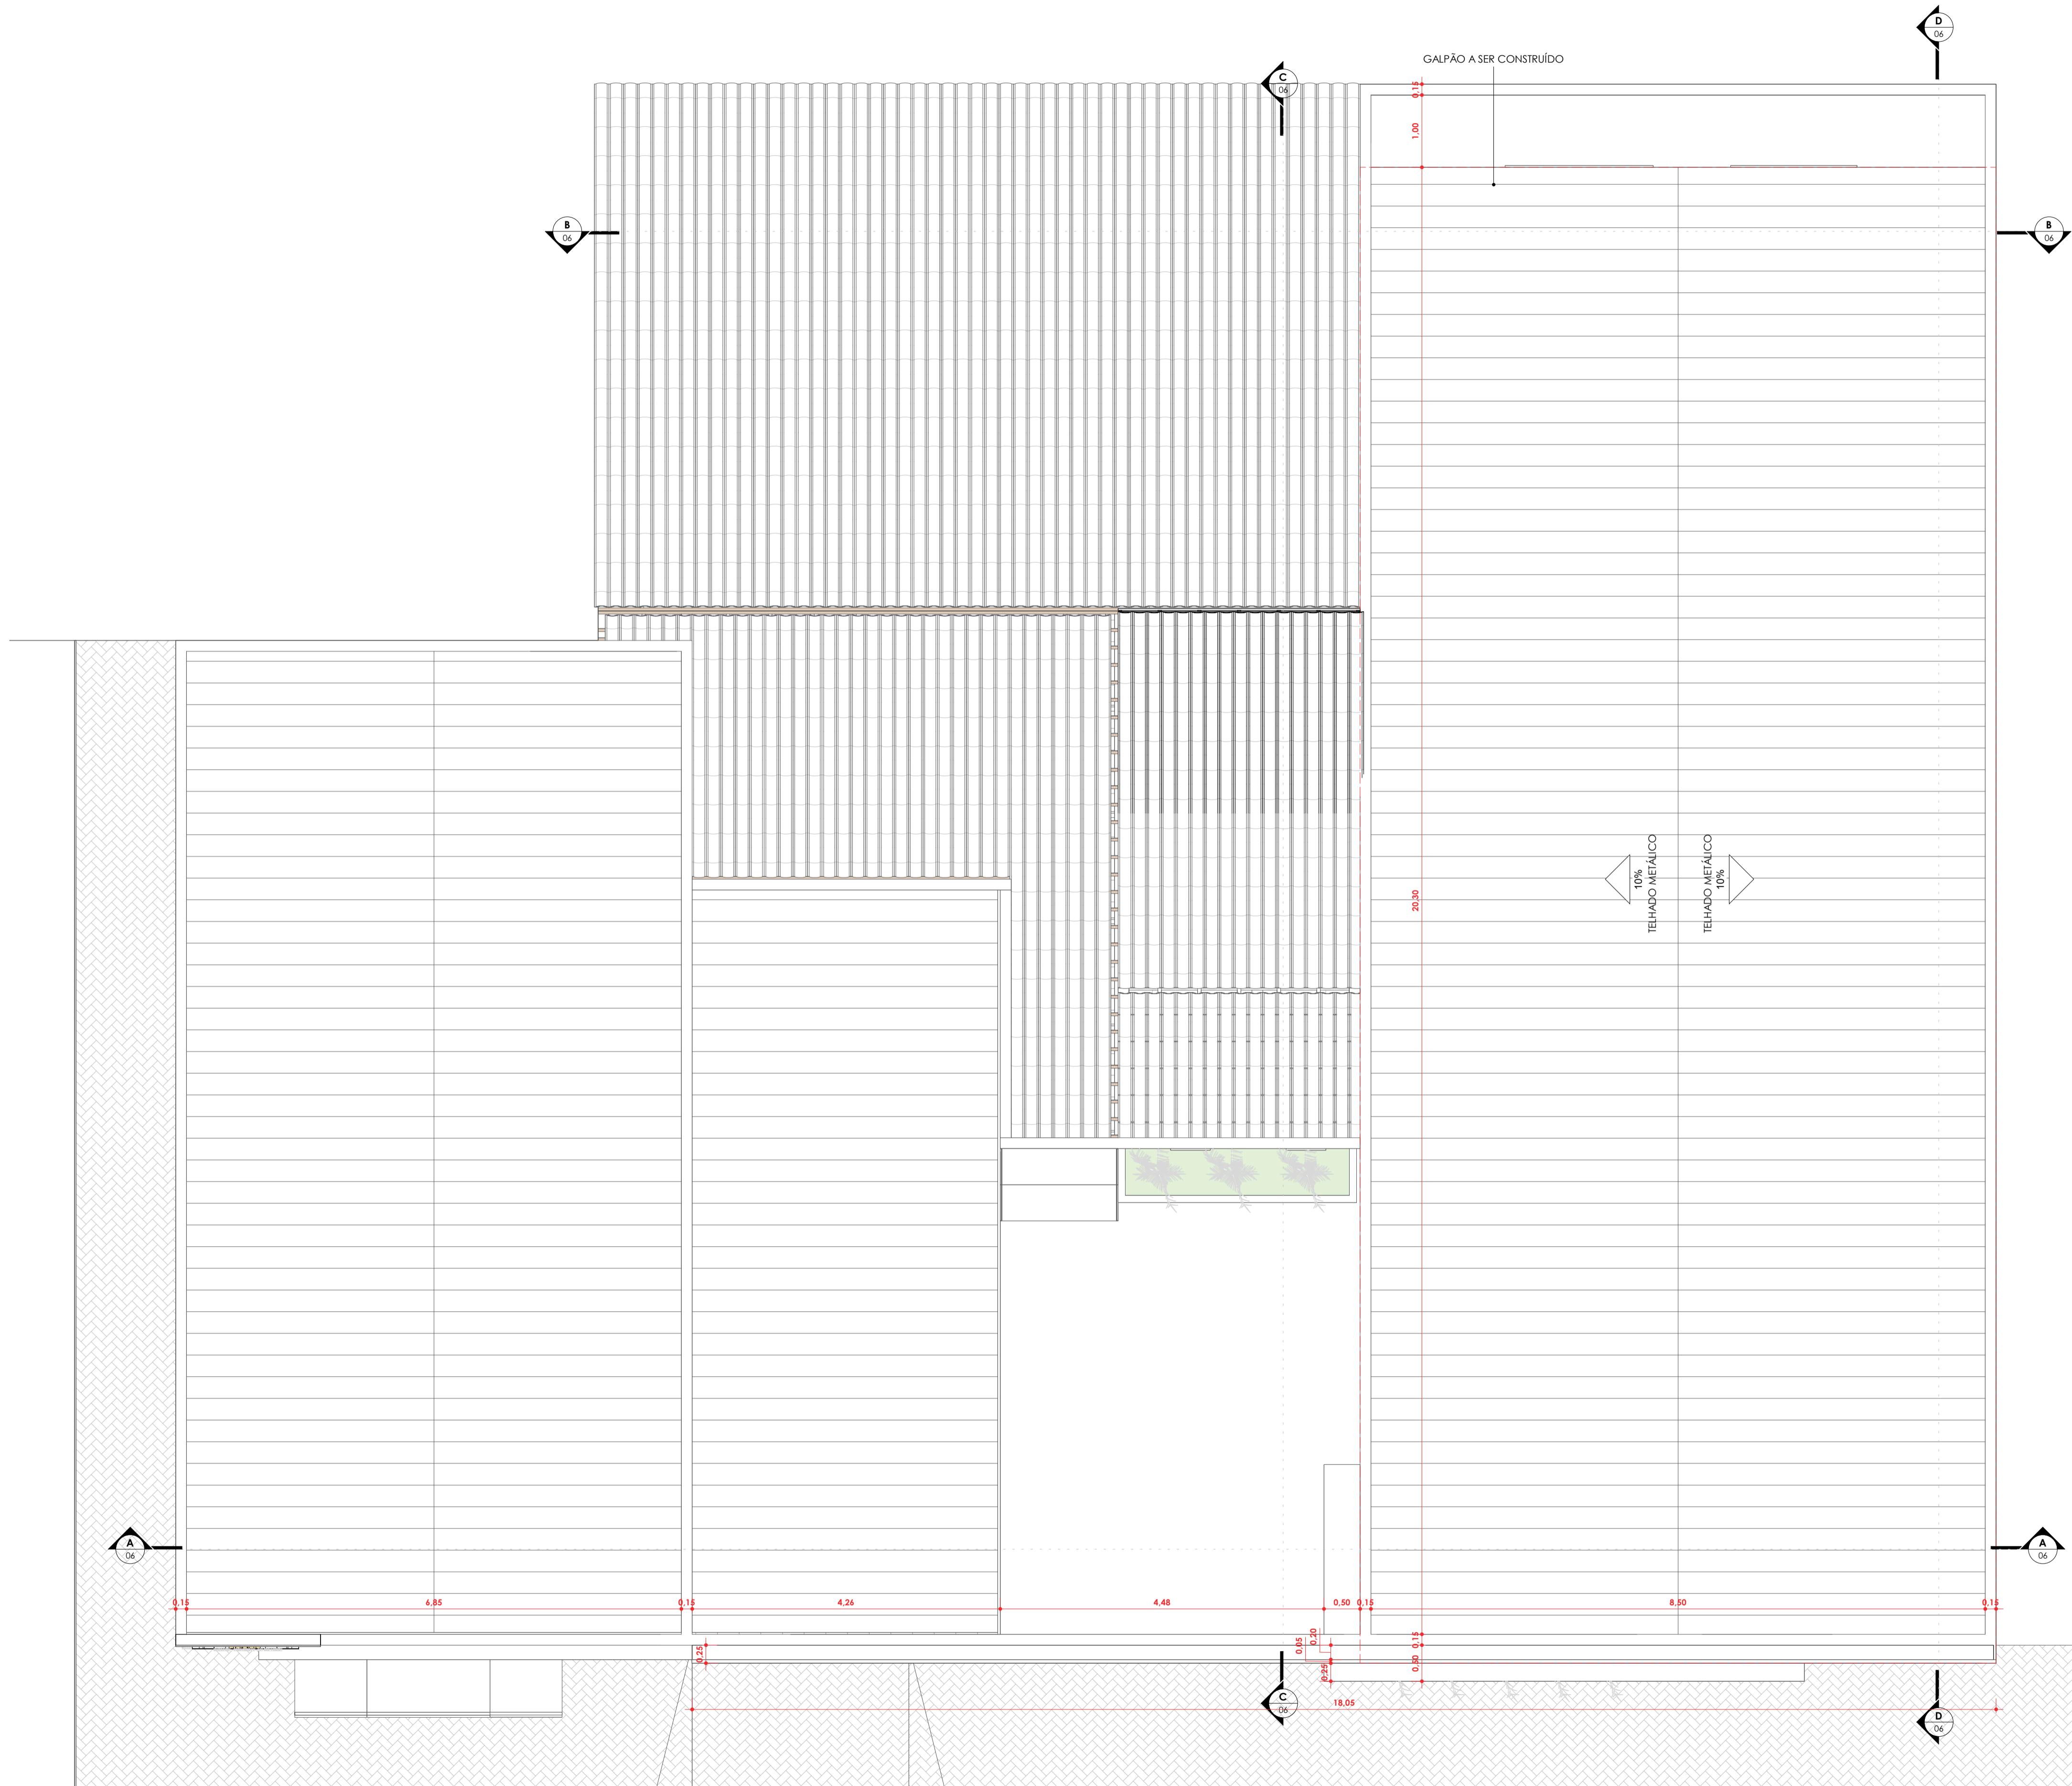 D
06
GALPÃO A SER CONSTRUÍDO
C
06
0,15
1,00
B
06
B
06
10%
TELHADO METÁLICO
TELHADO METÁLICO
10%
20,30
A
06
A
06
0,15
6,85
0,15
4,26
4,48
0,50
0,15
8,50
0,15
0,25
0,05
0,20
0,25
0,15
0,50
C
06
18,05
D
06